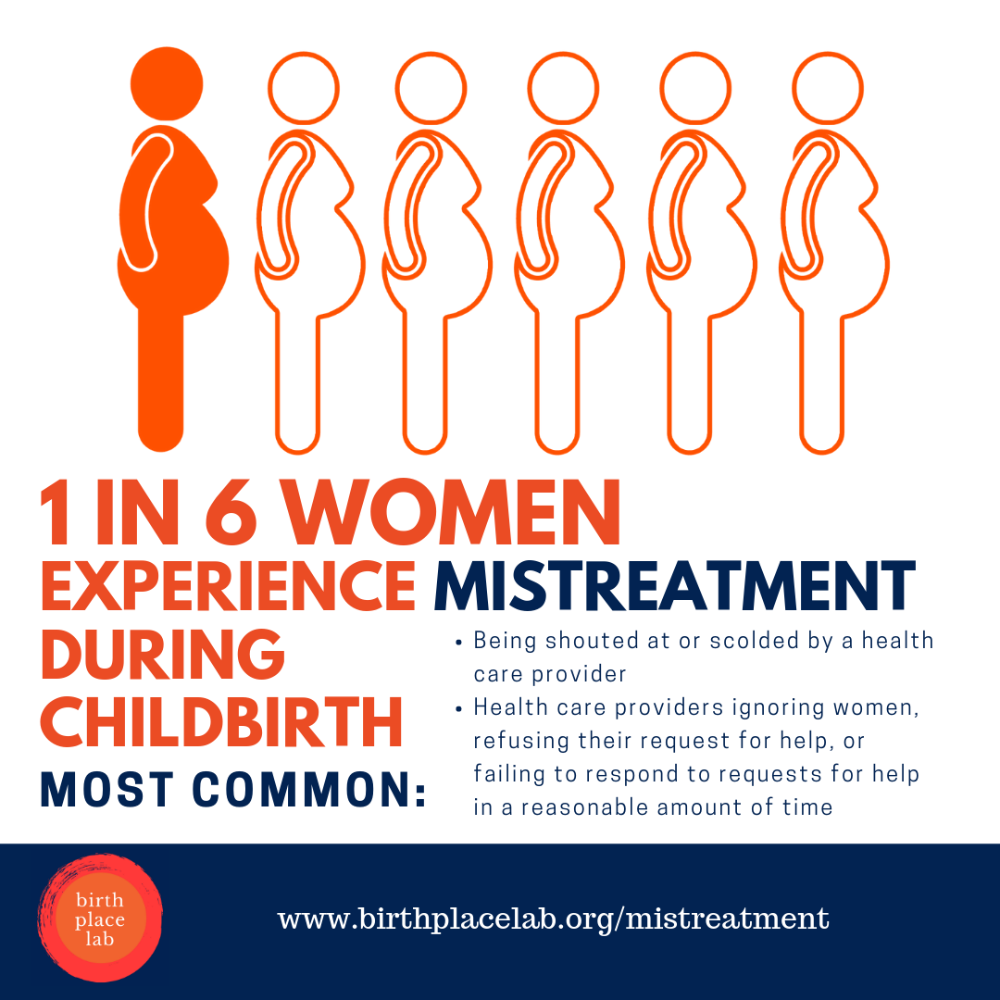 1 IN 6 WOMEN
EXPERIENCE MISTREATMENT
DURING
CHILDBIRTH
MOST COMMON:
• Being shouted at or scolded by a health
care provider
• Health care providers ignoring women,
refusing their request for help, or
failing to respond to requests for help
in a reasonable amount of time
birth
place
lab
www.birthplacelab.org/mistreatment